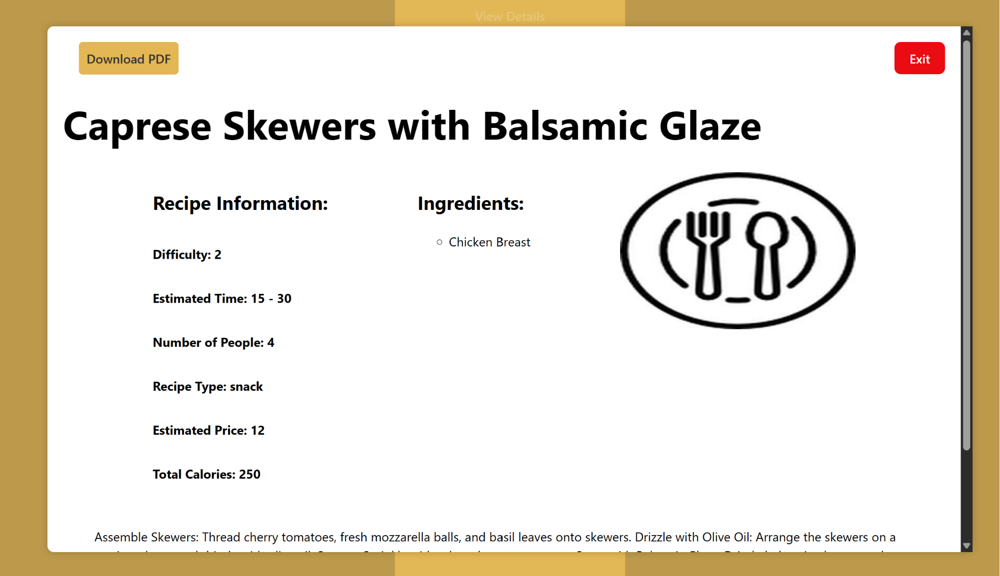 View Details
Download PDF
Exit
Caprese Skewers with Balsamic Glaze
Recipe Information:
Difficulty: 2
Estimated Time: 15 - 30
Number of People: 4
Recipe Type: snack
Estimated Price: 12
Total Calories: 250
Ingredients:
Chicken Breast
Assemble Skewers: Thread cherry tomatoes, fresh mozzarella balls, and basil leaves onto skewers. Drizzle with Olive Oil: Arrange the skewers on a